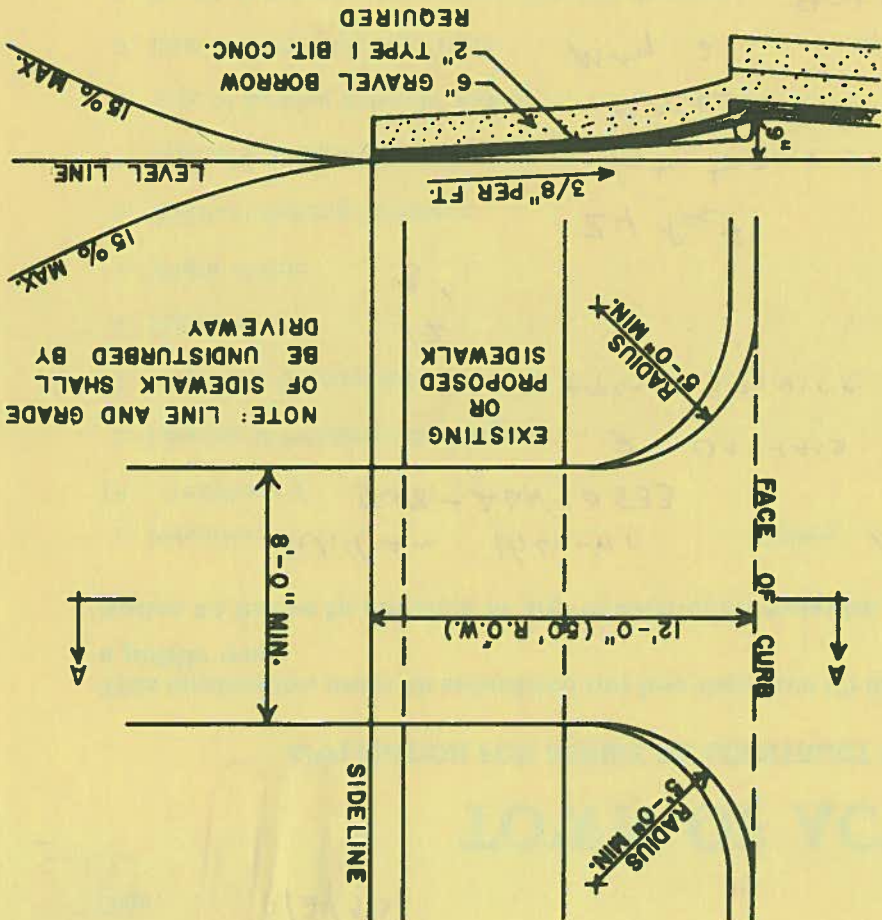 RADIUS
5'-0" MIN.
SIDELINE
A
A
FACE OF CURB
12'-0" (50' R.O.W.)
8'-0" MIN.
RADIUS
5'-0" MIN.
EXISTING
OR
PROPOSED
SIDEWALK
NOTE: LINE AND GRADE
OF SIDEWALK SHALL
BE UNDISTURBED BY
DRIVEWAY
3/8" PER FT.
6"
15% MAX.
LEVEL LINE
15% MAX.
6" GRAVEL BORROW
2" TYPE I BIT. CONC.
REQUIRED